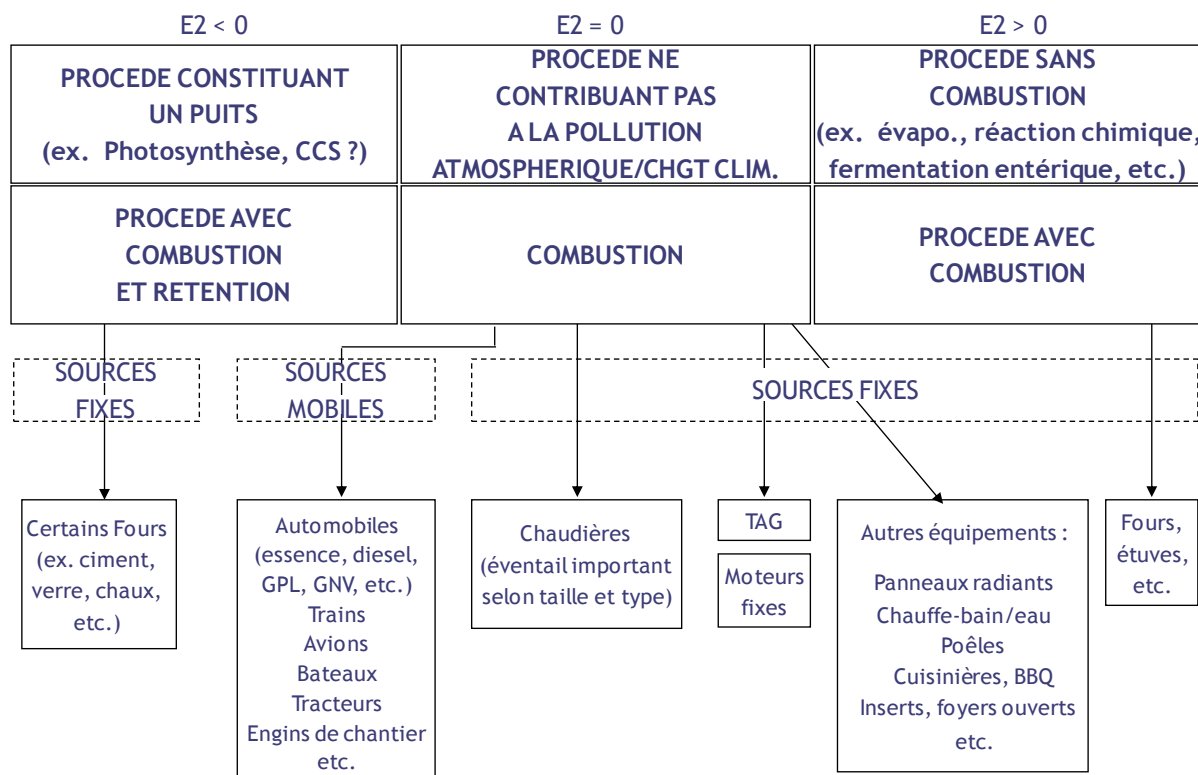 E2 < 0
E2 = 0
E2 > 0
PROCEDE CONSTITUANT
UN PUITS
(ex. Photosynthèse, CCS ?)
PROCEDE NE
CONTRIBUANT PAS
A LA POLLUTION
ATMOSPHERIQUE/CHGT CLIM.
PROCEDE SANS
COMBUSTION
(ex. évapo., réaction chimique,
fermentation entérique, etc.)
PROCEDE AVEC
COMBUSTION
ET RETENTION
COMBUSTION
PROCEDE AVEC
COMBUSTION
SOURCES
FIXES
SOURCES
MOBILES
SOURCES FIXES
Certains Fours
(ex. ciment,
verre, chaux,
etc.)
Automobiles
(essence, diesel,
GPL, GNV, etc.)
Trains
Avions
Bateaux
Tracteurs
Engins de chantier
etc.
Chaudières
(éventail important
selon taille et type)
TAG
Moteurs
fixes
Autres équipements :
Panneaux radiants
Chauffe-bain/eau
Poêles
Cuisinières, BBQ
Inserts, foyers ouverts
etc.
Fours,
étuves,
etc.